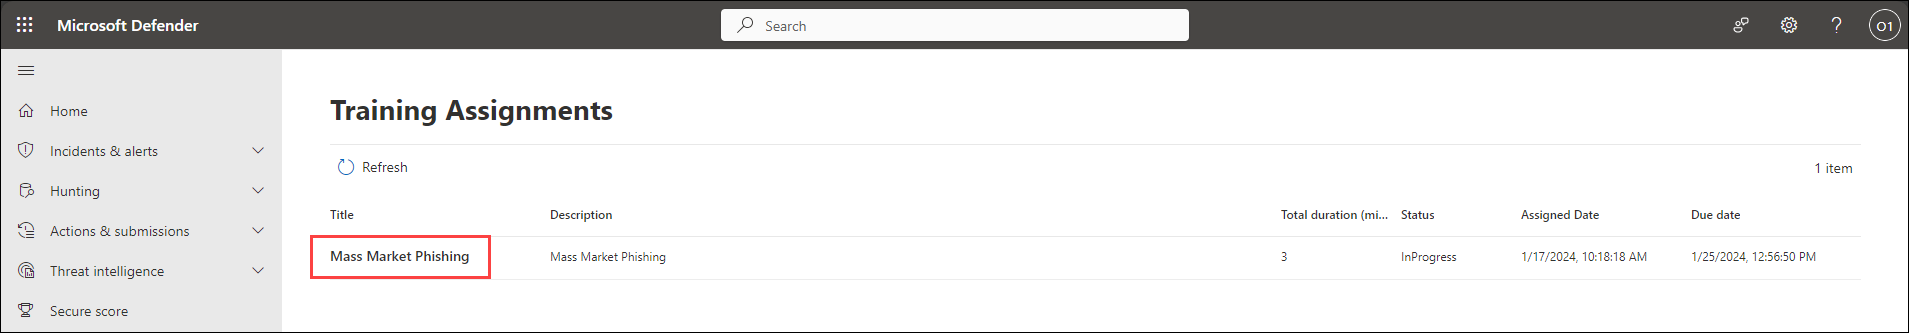 Microsoft Defender
Search
O1
Home
Incidents & alerts
Hunting
Actions & submissions
Threat intelligence
Secure score
Training Assignments
Refresh
1 item
Title Description Total duration (mi... Status Assigned Date Due date
Mass Market Phishing Mass Market Phishing 3 InProgress 1/17/2024, 10:18:18 AM 1/25/2024, 12:56:50 PM